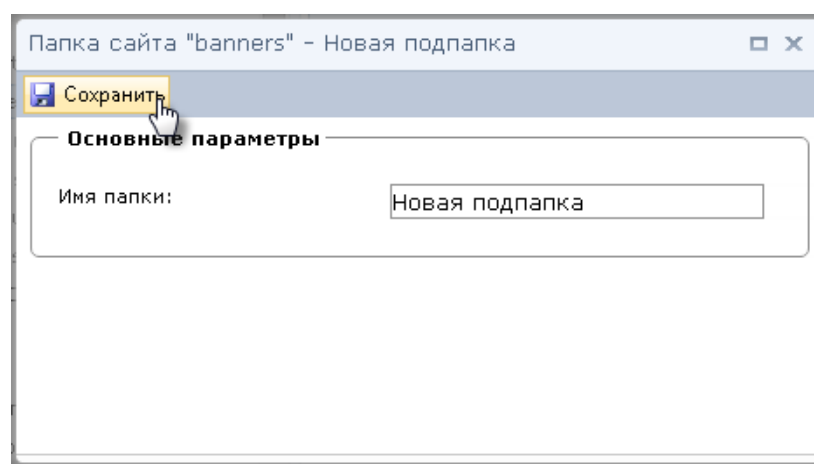 Папка сайта "banners" – Новая подпапка
Сохранить
Основные параметры
Имя папки:
Новая подпапка